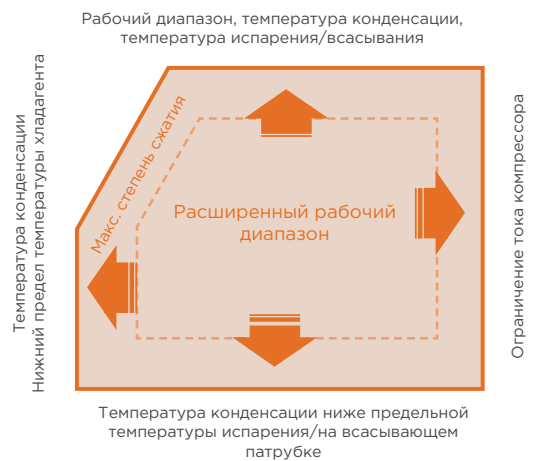 Рабочий диапазон, температура конденсации,
температура испарения/всасывания
Температура конденсации
Нижний предел температуры хладагента
Макс. степень сжатия
Расширенный рабочий
диапазон
Ограничение тока компрессора
Температура конденсации ниже предельной
температуры испарения/на всасывающем
патрубке